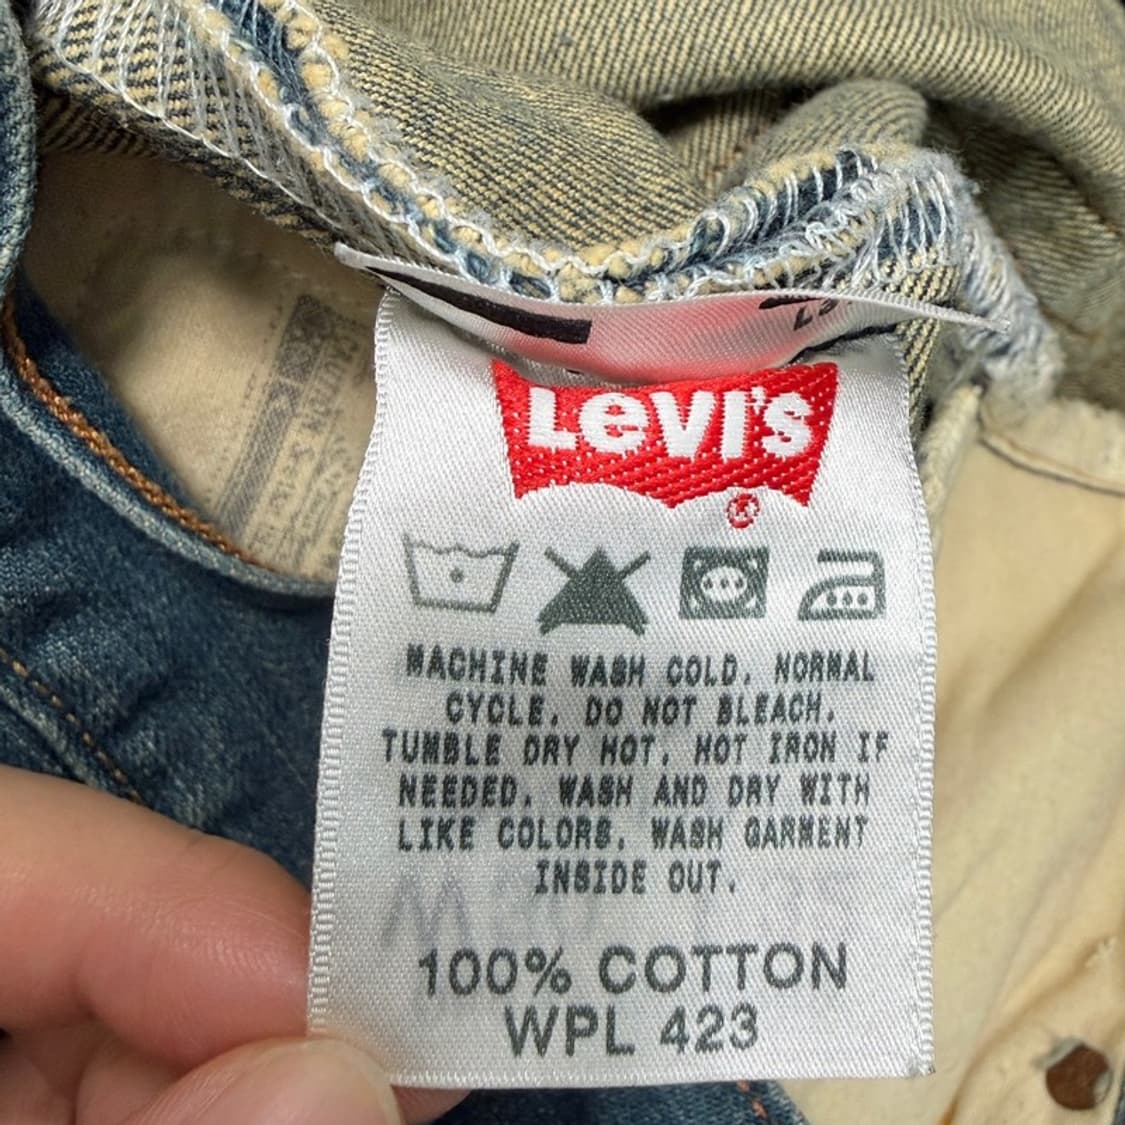 LEVI'S
®
MACHINE WASH COLD, NORMAL
CYCLE. DO NOT BLEACH.
TUMBLE DRY HOT. HOT IRON IF
NEEDED. WASH AND DRY WITH
LIKE COLORS. WASH GARMENT
INSIDE OUT.
100% COTTON
WPL 423